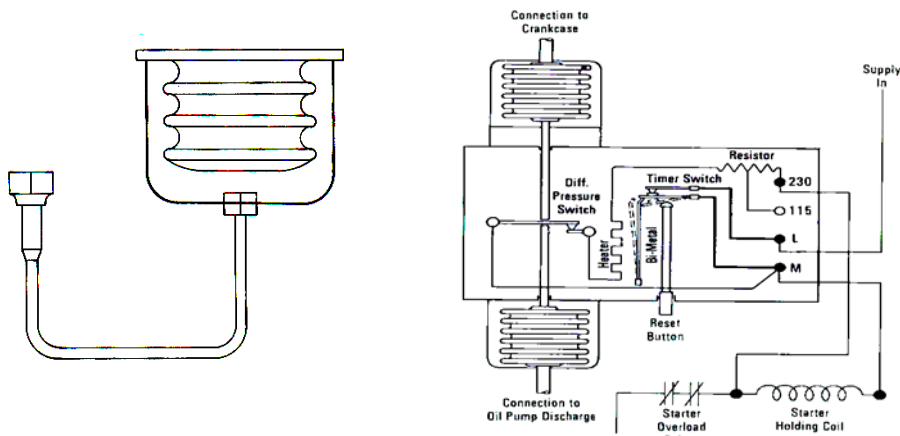 Connection to
Crankcase
Supply
In
Resistor
230
Timer Switch
Diff.
Pressure
Switch
115
Heater
Bi-Metal
L
M
Reset
Button
Connection to
Oil Pump Discharge
Starter
Overload
Starter
Holding Coil